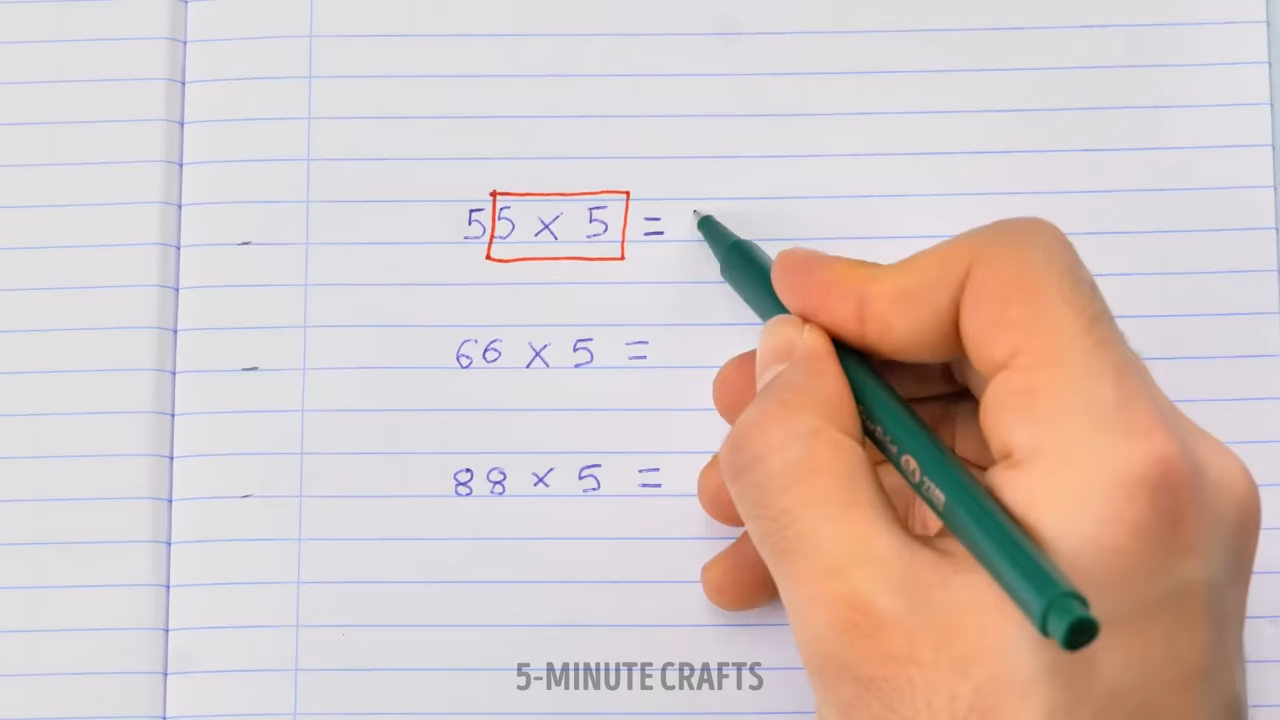 55 × 5 =
66 × 5 =
88 × 5 =
5-MINUTE CRAFTS